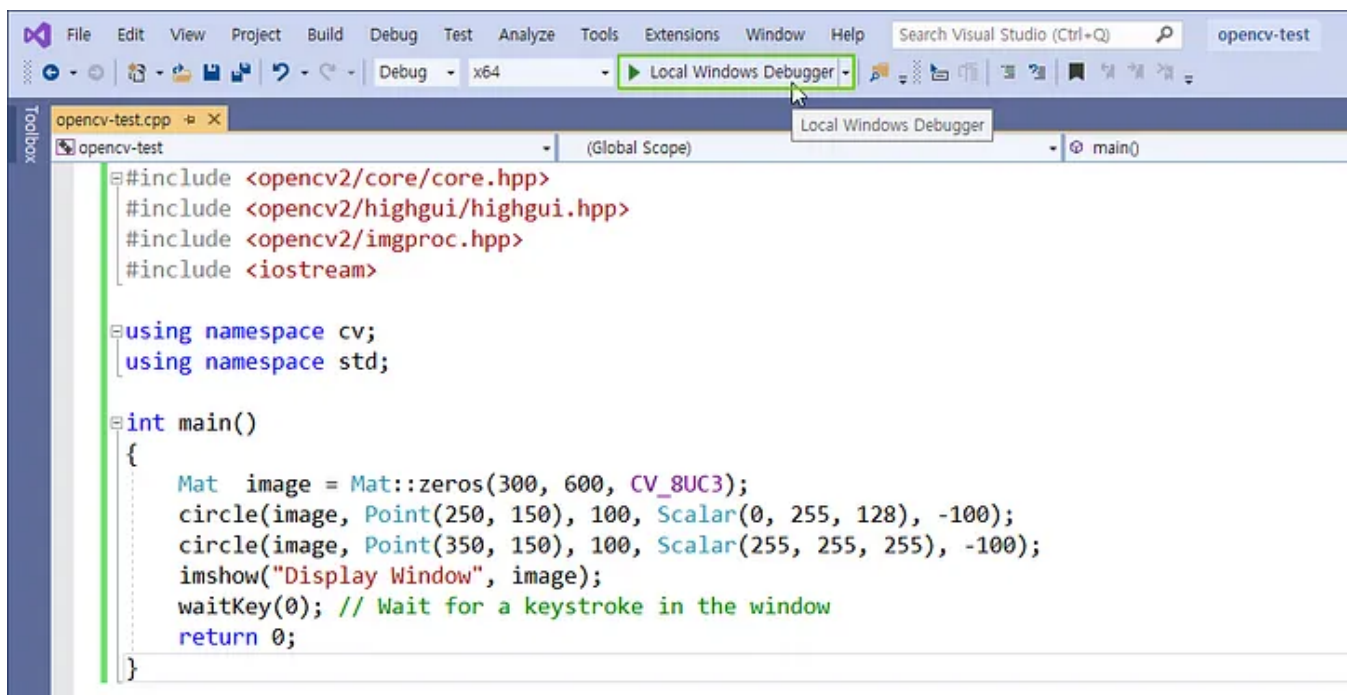 File Edit View Project Build Debug Test Analyze Tools Extensions Window Help Search Visual Studio (Ctrl+Q) opencv-test
Debug x64 Local Windows Debugger
Toolbox
opencv-test.cpp
Local Windows Debugger
opencv-test (Global Scope) main()
#include <opencv2/core/core.hpp>
#include <opencv2/highgui/highgui.hpp>
#include <opencv2/imgproc.hpp>
#include <iostream>
using namespace cv;
using namespace std;
int main()
{
    Mat  image = Mat::zeros(300, 600, CV_8UC3);
    circle(image, Point(250, 150), 100, Scalar(0, 255, 128), -100);
    circle(image, Point(350, 150), 100, Scalar(255, 255, 255), -100);
    imshow("Display Window", image);
    waitKey(0); // Wait for a keystroke in the window
    return 0;
}